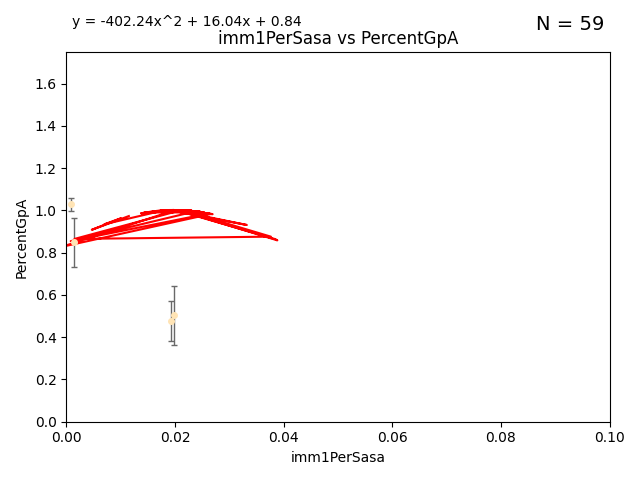 y = -402.24x^2 + 16.04x + 0.84
N = 59
imm1PerSasa vs PercentGpA
1.6
1.4
1.2
1.0
0.8
0.6
0.4
0.2
0.0
PercentGpA
0.00 0.02 0.04 0.06 0.08 0.10
imm1PerSasa